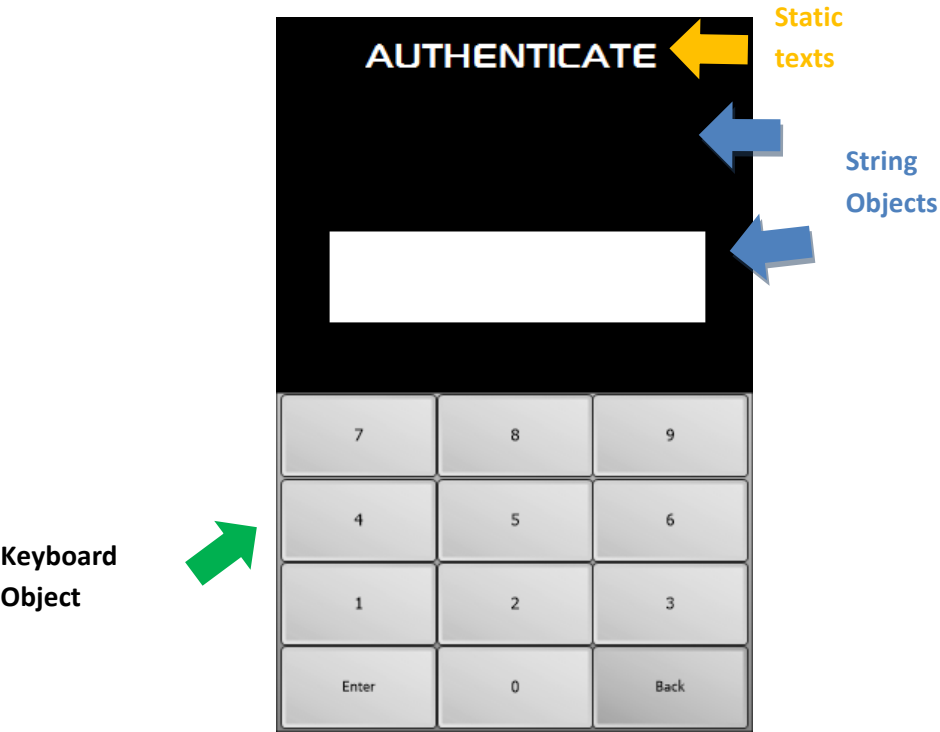 Static
texts
AUTHENTICATE
String
Objects
7 8 9
4 5 6
Keyboard
Object
1 2 3
Enter 0 Back